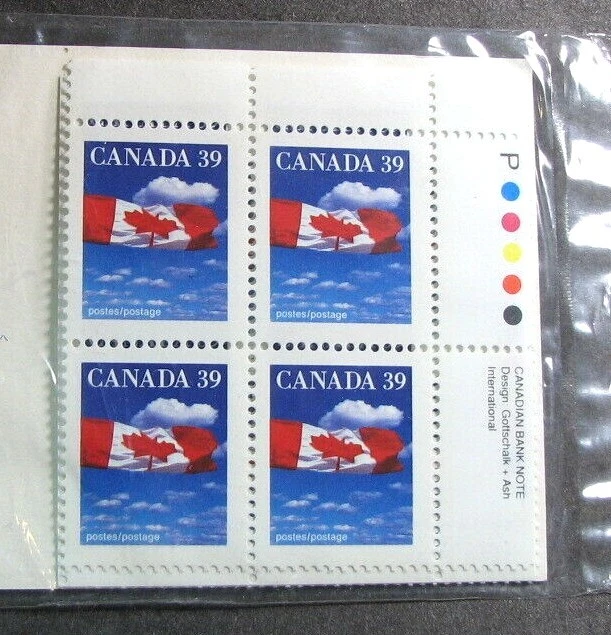 CANADA 39
postes/postage
CANADA 39
postes/postage
CANADA 39
postes/postage
CANADA 39
postes/postage
P
CANADIAN BANK NOTE
Design Gottschalk + Ash
International